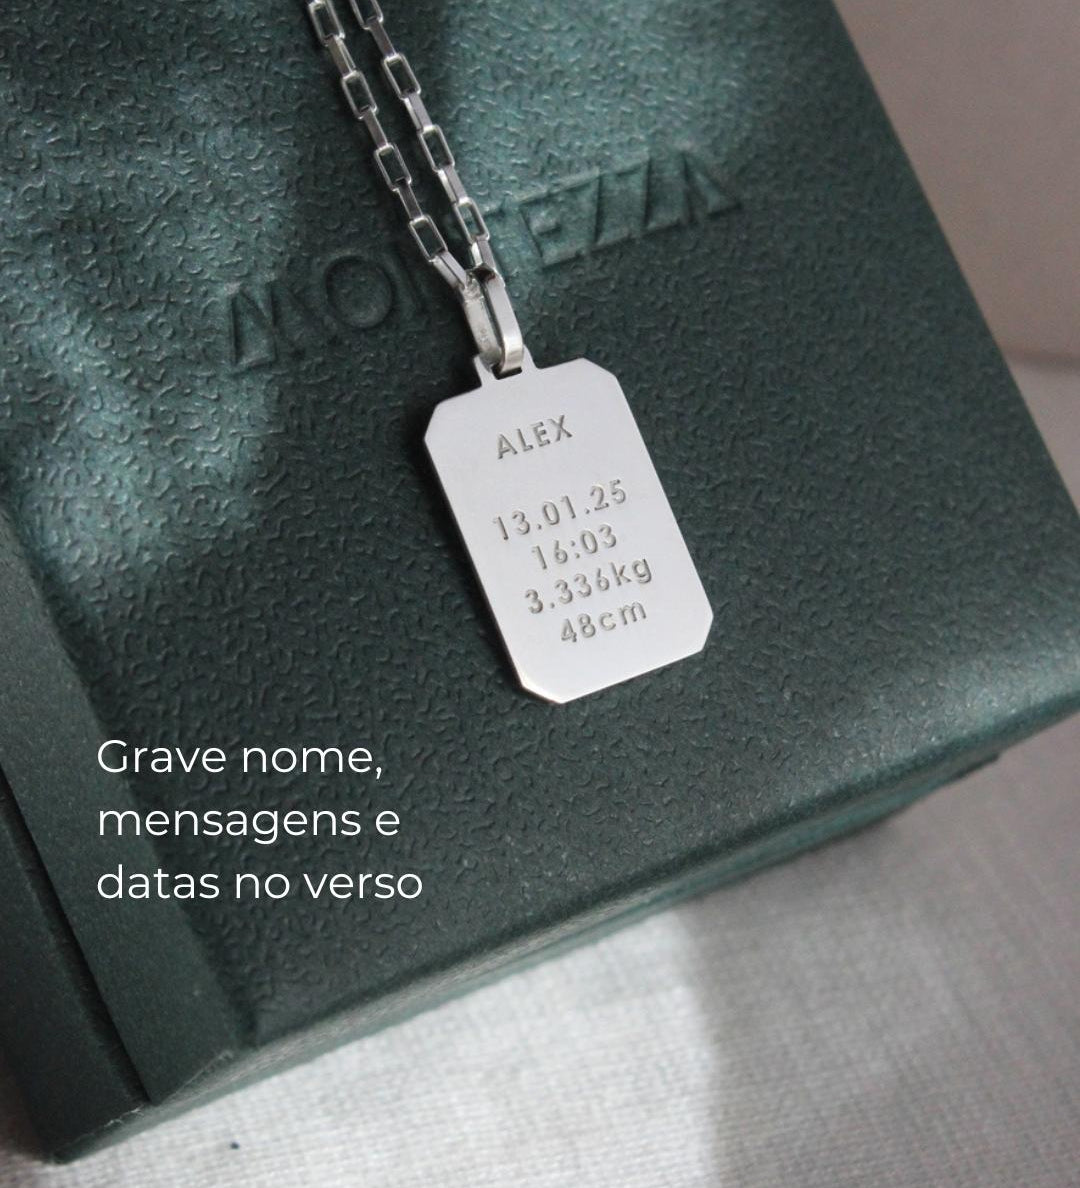 ALEX
13.01.25
16:03
3.336kg
48cm
Grave nome,
mensagens e
datas no verso